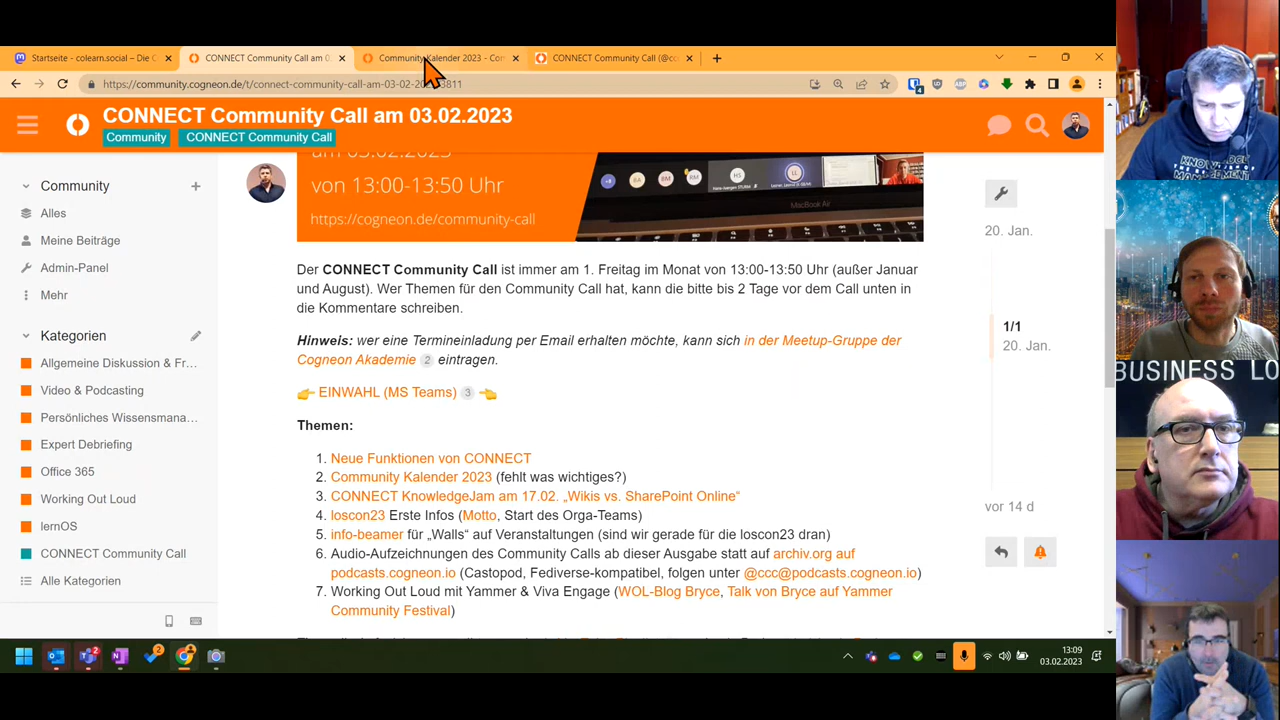 Startseite - colearn.social – Die C
CONNECT Community Call am 0
Community Kalender 2023 - Com
CONNECT Community Call (@cc
https://community.cogneon.de/t/connect-community-call-am-03-02-2023/3811
CONNECT Community Call am 03.02.2023
Community
CONNECT Community Call
Community
Alles
Meine Beiträge
Admin-Panel
Mehr
Kategorien
Allgemeine Diskussion & Fr...
Video & Podcasting
Persönliches Wissensmana...
Expert Debriefing
Office 365
Working Out Loud
lernOS
CONNECT Community Call
Alle Kategorien
am 03.02.2023
von 13:00-13:50 Uhr
https://cogneon.de/community-call
MacBook Air
Der CONNECT Community Call ist immer am 1. Freitag im Monat von 13:00-13:50 Uhr (außer Januar
und August). Wer Themen für den Community Call hat, kann die bitte bis 2 Tage vor dem Call unten in
die Kommentare schreiben.
Hinweis: wer eine Termineinladung per Email erhalten möchte, kann sich in der Meetup-Gruppe der
Cogneon Akademie 2 eintragen.
👉 EINWAHL (MS Teams) 3 👈
Themen:
1. Neue Funktionen von CONNECT
2. Community Kalender 2023 (fehlt was wichtiges?)
3. CONNECT KnowledgeJam am 17.02. „Wikis vs. SharePoint Online“
4. loscon23 Erste Infos (Motto, Start des Orga-Teams)
5. info-beamer für „Walls“ auf Veranstaltungen (sind wir gerade für die loscon23 dran)
6. Audio-Aufzeichnungen des Community Calls ab dieser Ausgabe statt auf archiv.org auf
podcasts.cogneon.io (Castopod, Fediverse-kompatibel, folgen unter @ccc@podcasts.cogneon.io)
7. Working Out Loud mit Yammer & Viva Engage (WOL-Blog Bryce, Talk von Bryce auf Yammer
Community Festival)
20. Jan.
1/1
20. Jan.
vor 14 d
13:09
03.02.2023
KNOWLEDGE
MANAGEMENT
BUSINESS LO